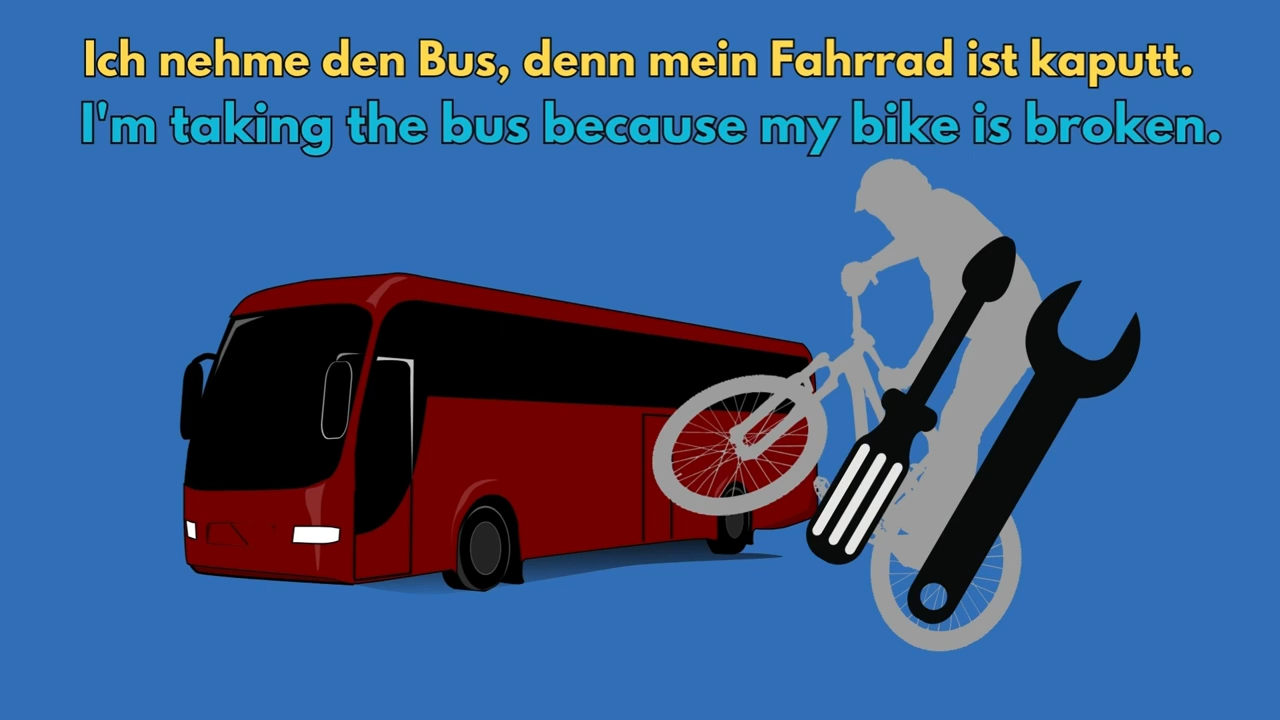 Ich nehme den Bus, denn mein Fahrrad ist kaputt.
I'm taking the bus because my bike is broken.